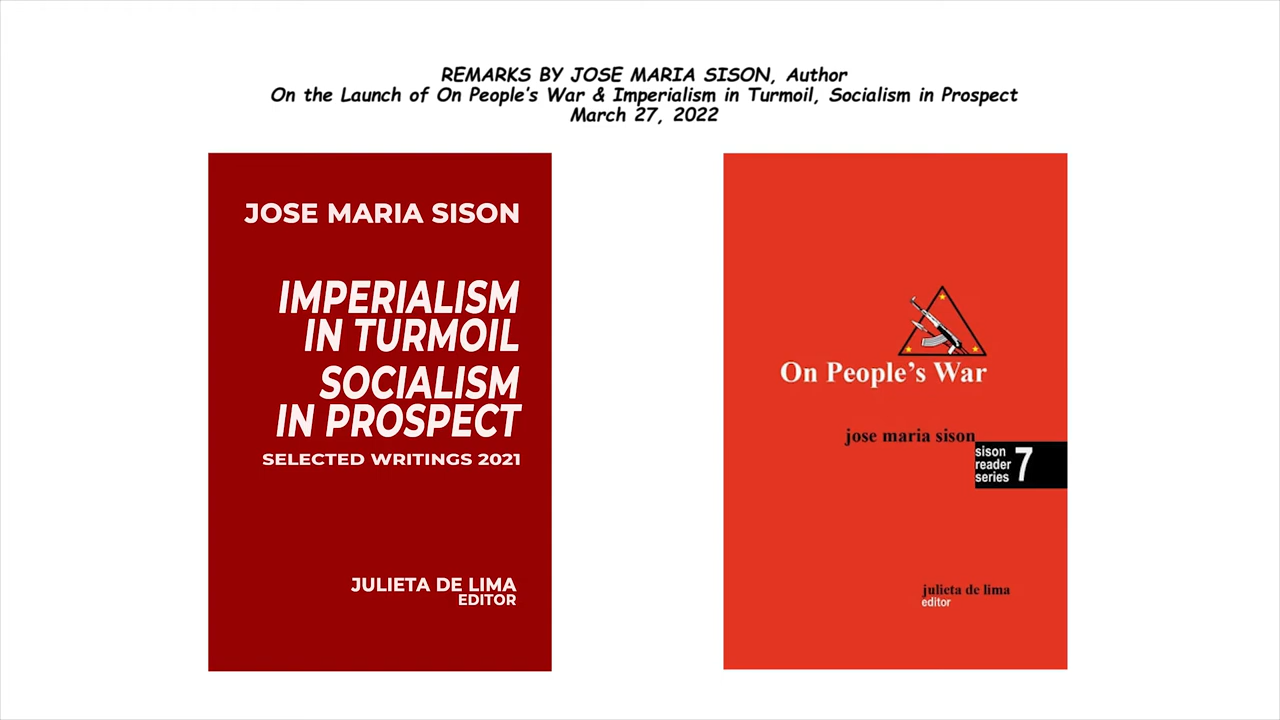 REMARKS BY JOSE MARIA SISON, Author
On the Launch of On People's War & Imperialism in Turmoil, Socialism in Prospect
March 27, 2022
JOSE MARIA SISON
IMPERIALISM
IN TURMOIL
SOCIALISM
IN PROSPECT
SELECTED WRITINGS 2021
JULIETA DE LIMA
EDITOR
On People's War
jose maria sison
sison
reader
series 7
julieta de lima
editor